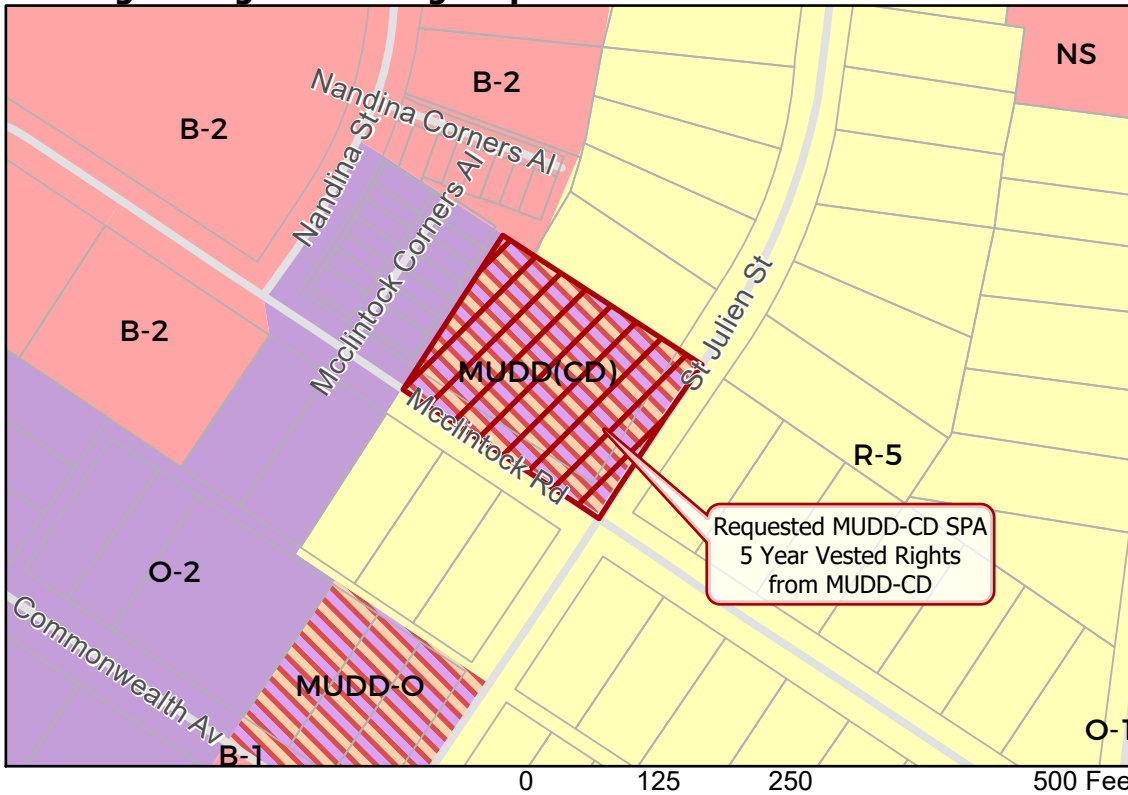 NS
B-2
B-2
Nandina Corners Al
Nandina St
Mcclintock Corners Al
St Julien St
B-2
MUDD(CD)
Mcclintock Rd
R-5
Requested MUDD-CD SPA
5 Year Vested Rights
from MUDD-CD
O-2
Commonwealth Av
MUDD-O
B-1
O-1
0 125 250 500 Fee